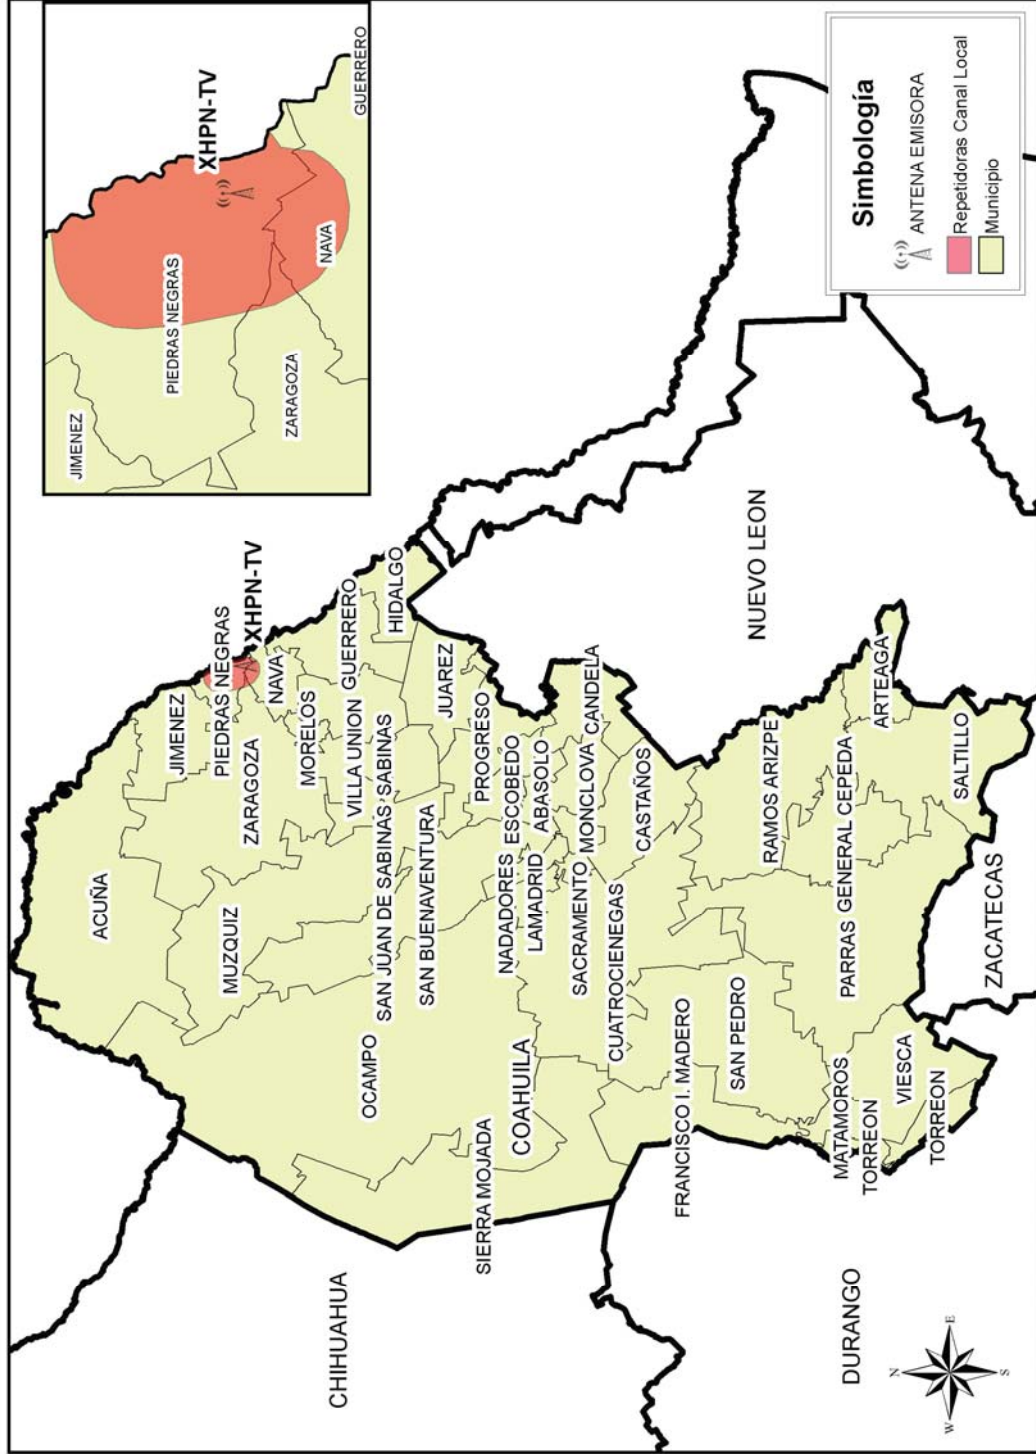 JIMENEZ
PIEDRAS NEGRAS
XHPN-TV
ZARAGOZA
NAVA
GUERRERO
ACUÑA
JIMENEZ
PIEDRAS NEGRAS
XHPN-TV
MUZQUIZ
ZARAGOZA
NAVA
MORELOS
OCAMPO
VILLA UNION
GUERRERO
SAN JUAN DE SABINAS
SABINAS
HIDALGO
SAN BUENAVENTURA
JUAREZ
SIERRA MOJADA
PROGRESO
COAHUILA
NADADORES
ESCOBEDO
LAMADRID
ABASOLO
SACRAMENTO
MONCLOVA
CANDELA
CUATROCIENEGAS
CASTAÑOS
FRANCISCO I. MADERO
SAN PEDRO
RAMOS ARIZPE
MATAMOROS
PARRAS
GENERAL CEPEDA
TORREON
ARTEAGA
VIESCA
TORREON
SALTILLO
CHIHUAHUA
DURANGO
ZACATECAS
NUEVO LEON
N
W
E
S
Simbología
ANTENA EMISORA
Repetidoras Canal Local
Municipio